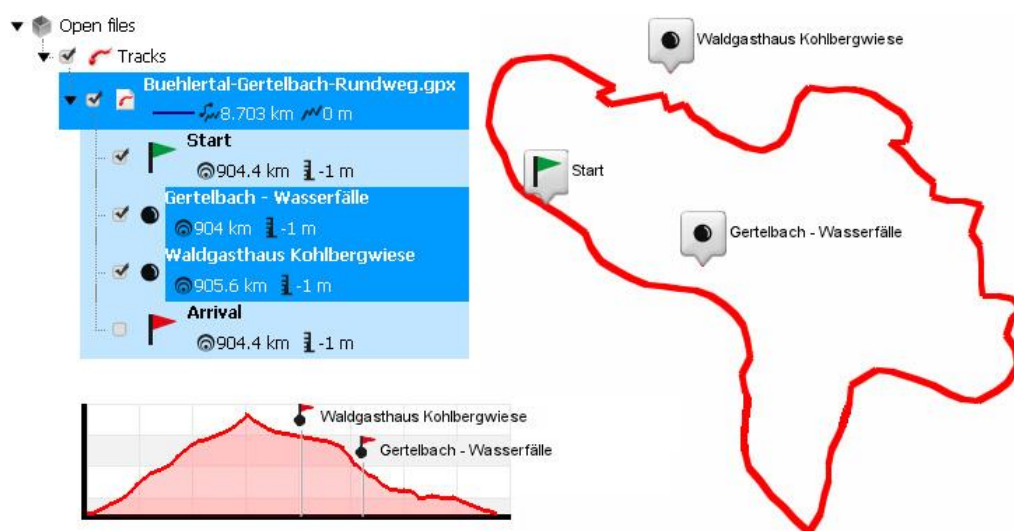 Open files
Tracks
Buehlertal-Gertelbach-Rundweg.gpx
8.703 km 0 m
Start
904.4 km -1 m
Gertelbach - Wasserfälle
904 km -1 m
Waldgasthaus Kohlbergwiese
905.6 km -1 m
Arrival
904.4 km -1 m
Waldgasthaus Kohlbergwiese
Start
Gertelbach - Wasserfälle
Waldgasthaus Kohlbergwiese
Gertelbach - Wasserfälle